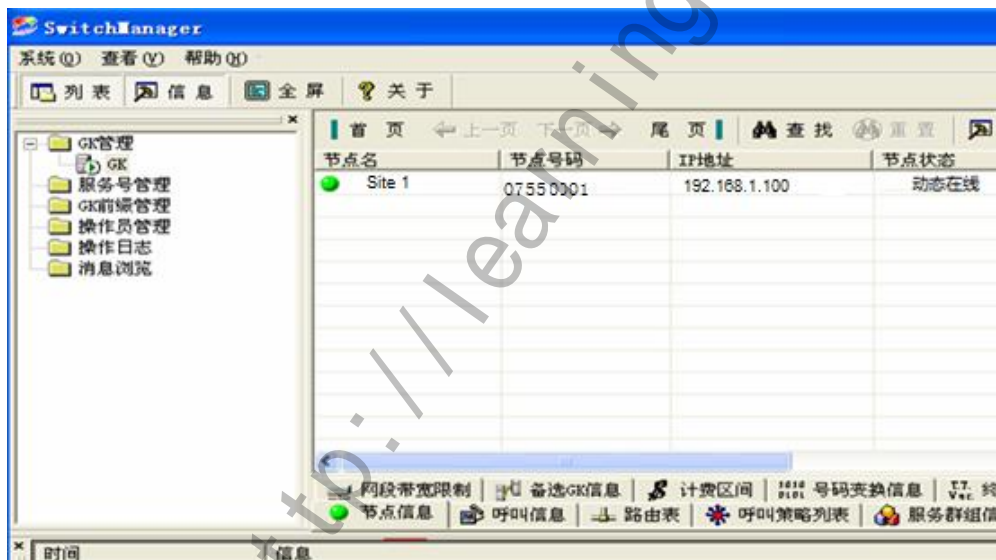 SwitchManager
系统(Q) 查看(V) 帮助(H)
列表 信息 全屏 关于
首页 上一页 下一页 尾页 查找 重置
GK管理
GK
服务号管理
GK前缀管理
操作员管理
操作日志
消息浏览
节点名 节点号码 IP地址 节点状态
Site 1 07550001 192.168.1.100 动态在线
网段带宽限制 备选GK信息 计费区间 号码变换信息
节点信息 呼叫信息 路由表 呼叫策略列表 服务群组信
时间 信息
tp://learning